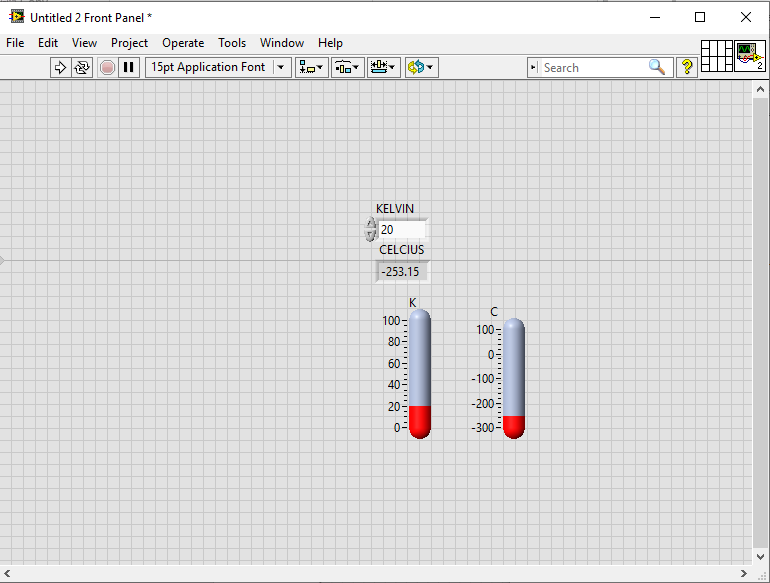 Untitled 2 Front Panel *
File Edit View Project Operate Tools Window Help
15pt Application Font Search ? 2
KELVIN
20
CELCIUS
-253.15
K
100
80
60
40
20
0
C
100
0
-100
-200
-300